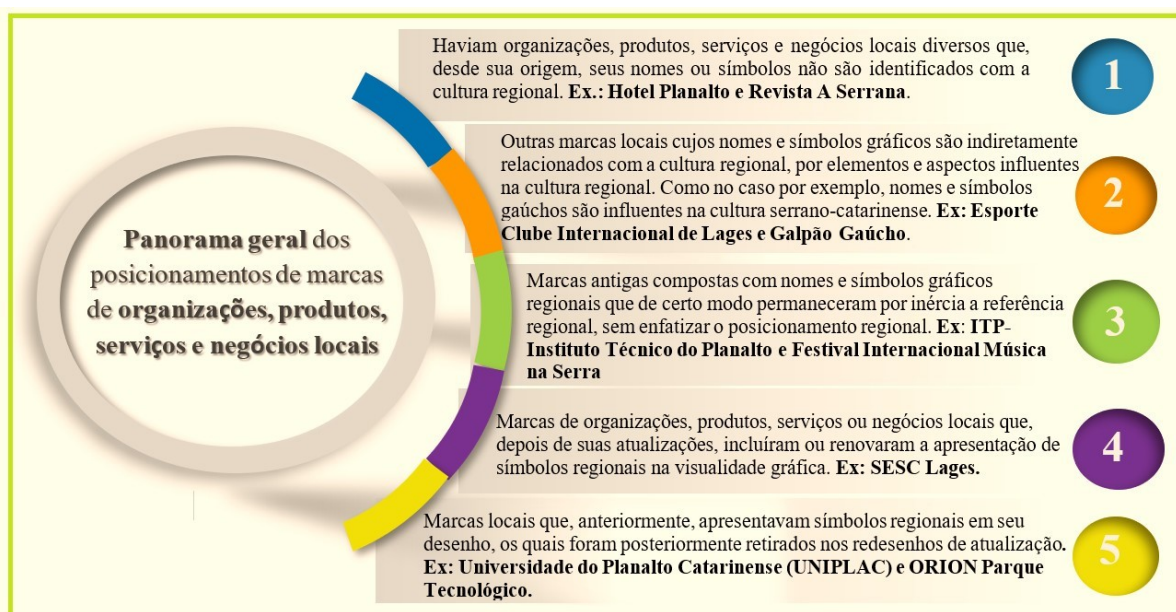 Panorama geral dos
posicionamentos de marcas
de organizações, produtos,
serviços e negócios locais
Haviam organizações, produtos, serviços e negócios locais diversos que,
desde sua origem, seus nomes ou símbolos não são identificados com a
cultura regional. Ex.: Hotel Planalto e Revista A Serrana.
1
Outras marcas locais cujos nomes e símbolos gráficos são indiretamente
relacionados com a cultura regional, por elementos e aspectos influentes
na cultura regional. Como no caso por exemplo, nomes e símbolos
gaúchos são influentes na cultura serrano-catarinense. Ex: Esporte
Clube Internacional de Lages e Galpão Gaúcho.
2
Marcas antigas compostas com nomes e símbolos gráficos
regionais que de certo modo permaneceram por inércia a referência
regional, sem enfatizar o posicionamento regional. Ex: ITP-
Instituto Técnico do Planalto e Festival Internacional Música
na Serra
3
Marcas de organizações, produtos, serviços ou negócios locais que,
depois de suas atualizações, incluíram ou renovaram a apresentação de
símbolos regionais na visualidade gráfica. Ex: SESC Lages.
4
Marcas locais que, anteriormente, apresentavam símbolos regionais em seu
desenho, os quais foram posteriormente retirados nos redesenhos de atualização.
Ex: Universidade do Planalto Catarinense (UNIPLAC) e ORION Parque
Tecnológico.
5